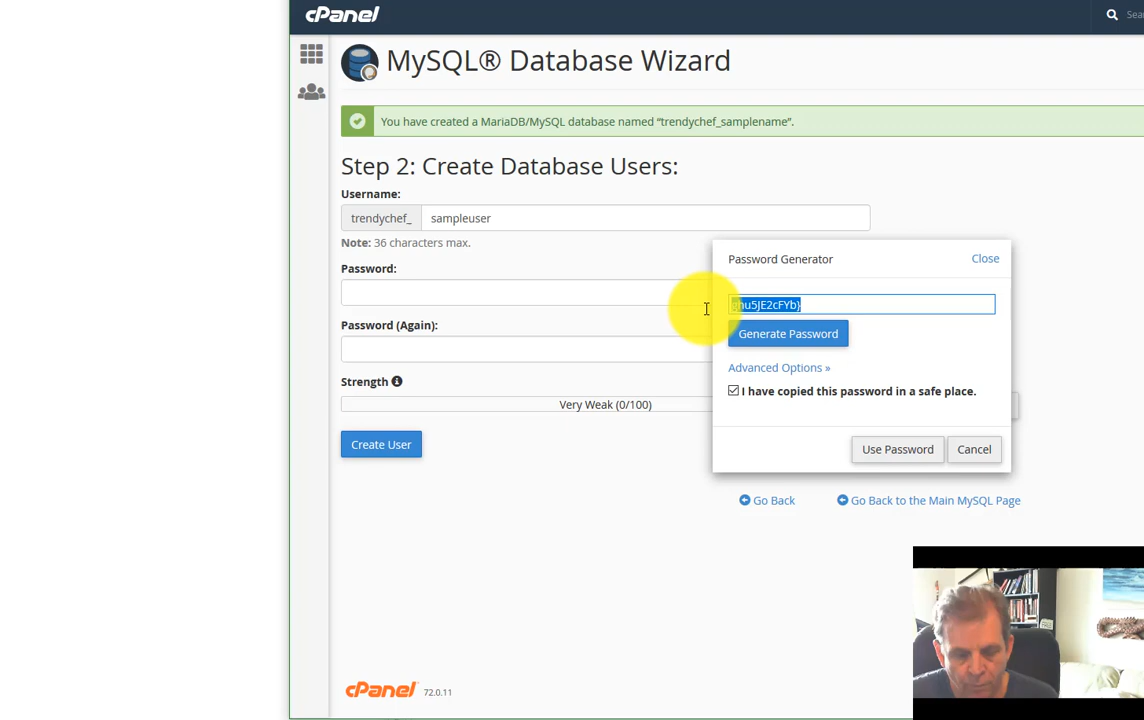 cPanel
MySQL® Database Wizard
You have created a MariaDB/MySQL database named "trendychef_samplename".
Step 2: Create Database Users:
Username:
trendychef_ sampleuser
Note: 36 characters max.
Password:
Password (Again):
Strength
Very Weak (0/100)
Create User
Password Generator
Close
Generate Password
Advanced Options »
I have copied this password in a safe place.
Use Password
Cancel
Go Back
Go Back to the Main MySQL Page
cPanel 72.0.11